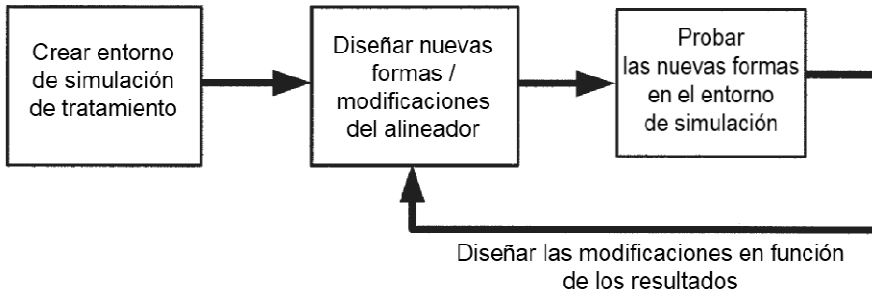 Crear entorno
de simulación
de tratamiento
Diseñar nuevas
formas /
modificaciones
del alineador
Probar
las nuevas formas
en el entorno
de simulación
Diseñar las modificaciones en función
de los resultados